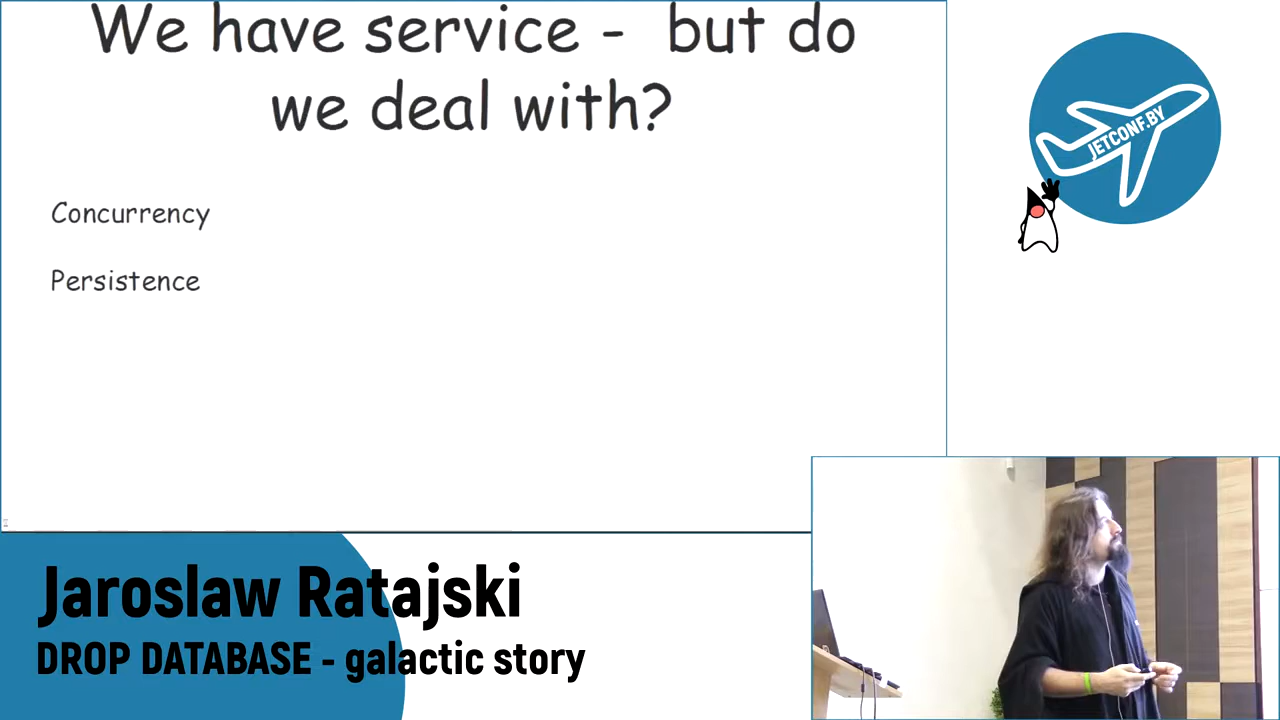 We have service - but do
we deal with?
Concurrency
Persistence
JETCONF.BY
Jaroslaw Ratajski
DROP DATABASE - galactic story